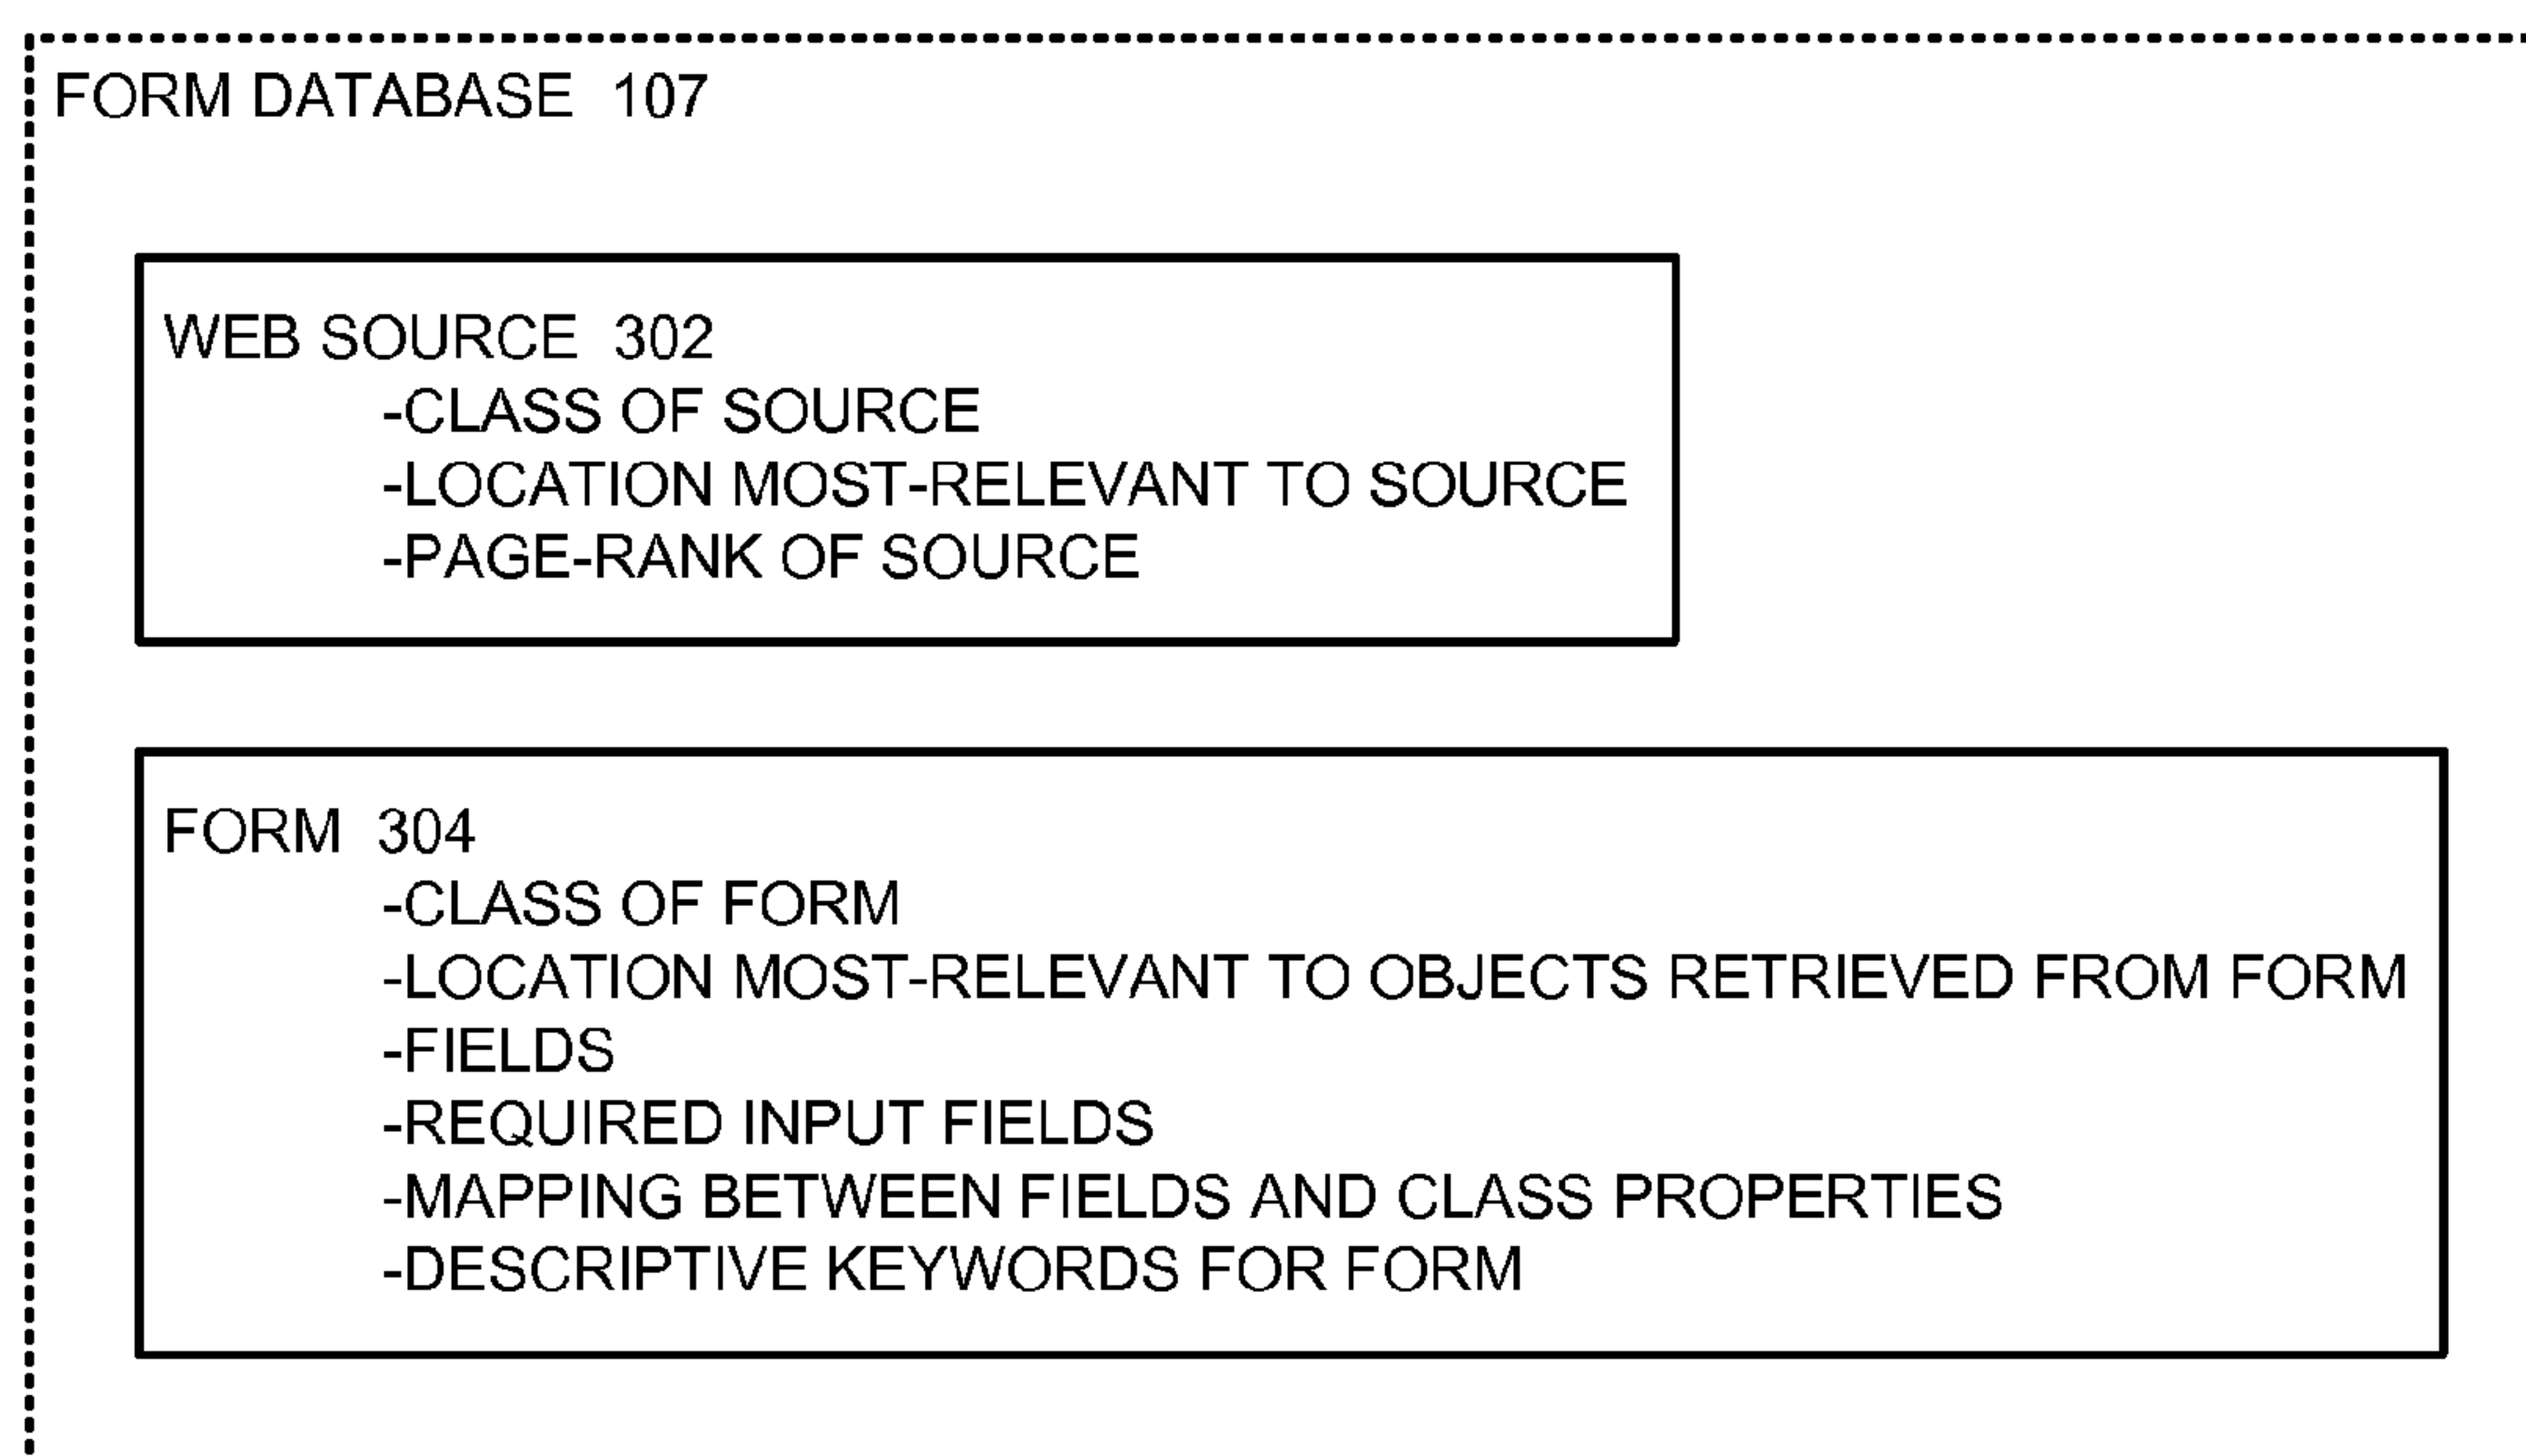 FORM DATABASE 107
WEB SOURCE 302
-CLASS OF SOURCE
-LOCATION MOST-RELEVANT TO SOURCE
-PAGE-RANK OF SOURCE
FORM 304
-CLASS OF FORM
-LOCATION MOST-RELEVANT TO OBJECTS RETRIEVED FROM FORM
-FIELDS
-REQUIRED INPUT FIELDS
-MAPPING BETWEEN FIELDS AND CLASS PROPERTIES
-DESCRIPTIVE KEYWORDS FOR FORM